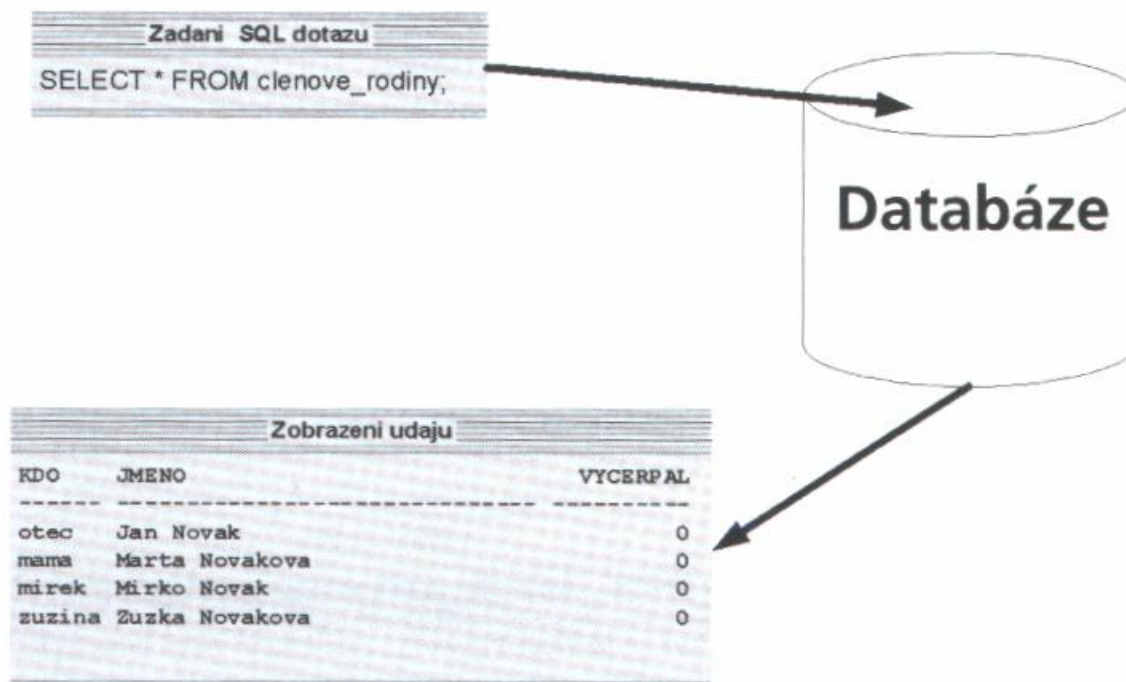 Zadani SQL dotazu
SELECT * FROM clenove_rodiny;
Databáze
Zobrazeni udaju
KDO JMENO VYCERPAL
------ ------------------------------ ----------
otec Jan Novak 0
mama Marta Novakova 0
mirek Mirko Novak 0
zuzina Zuzka Novakova 0